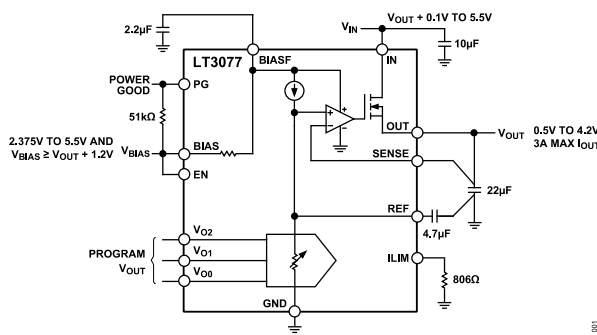 2.2µF
LT3077
BIASF
VIN
VOUT + 0.1V TO 5.5V
IN
10µF
POWER
GOOD
PG
51kΩ
2.375V TO 5.5V AND
VBIAS ≥ VOUT + 1.2V
VBIAS
BIAS
EN
OUT
VOUT
0.5V TO 4.2V
3A MAX IOUT
SENSE
22µF
REF
4.7µF
PROGRAM
VOUT
VO2
VO1
VO0
ILIM
806Ω
GND
001